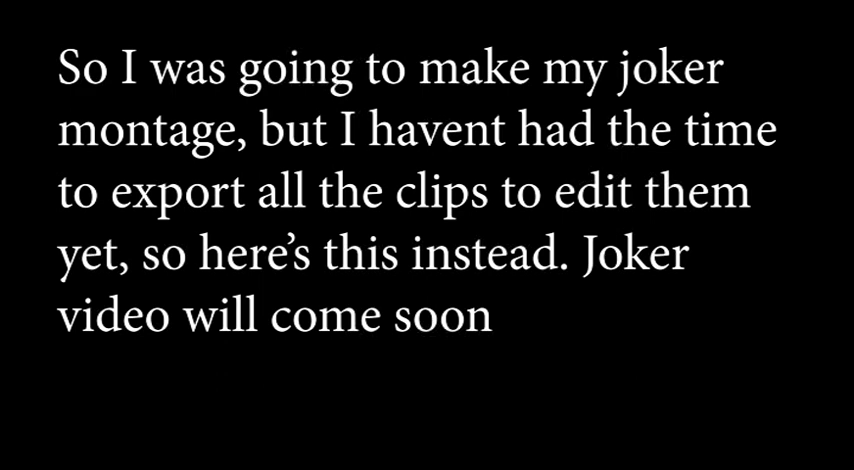 So I was going to make my joker
montage, but I havent had the time
to export all the clips to edit them
yet, so here’s this instead. Joker
video will come soon